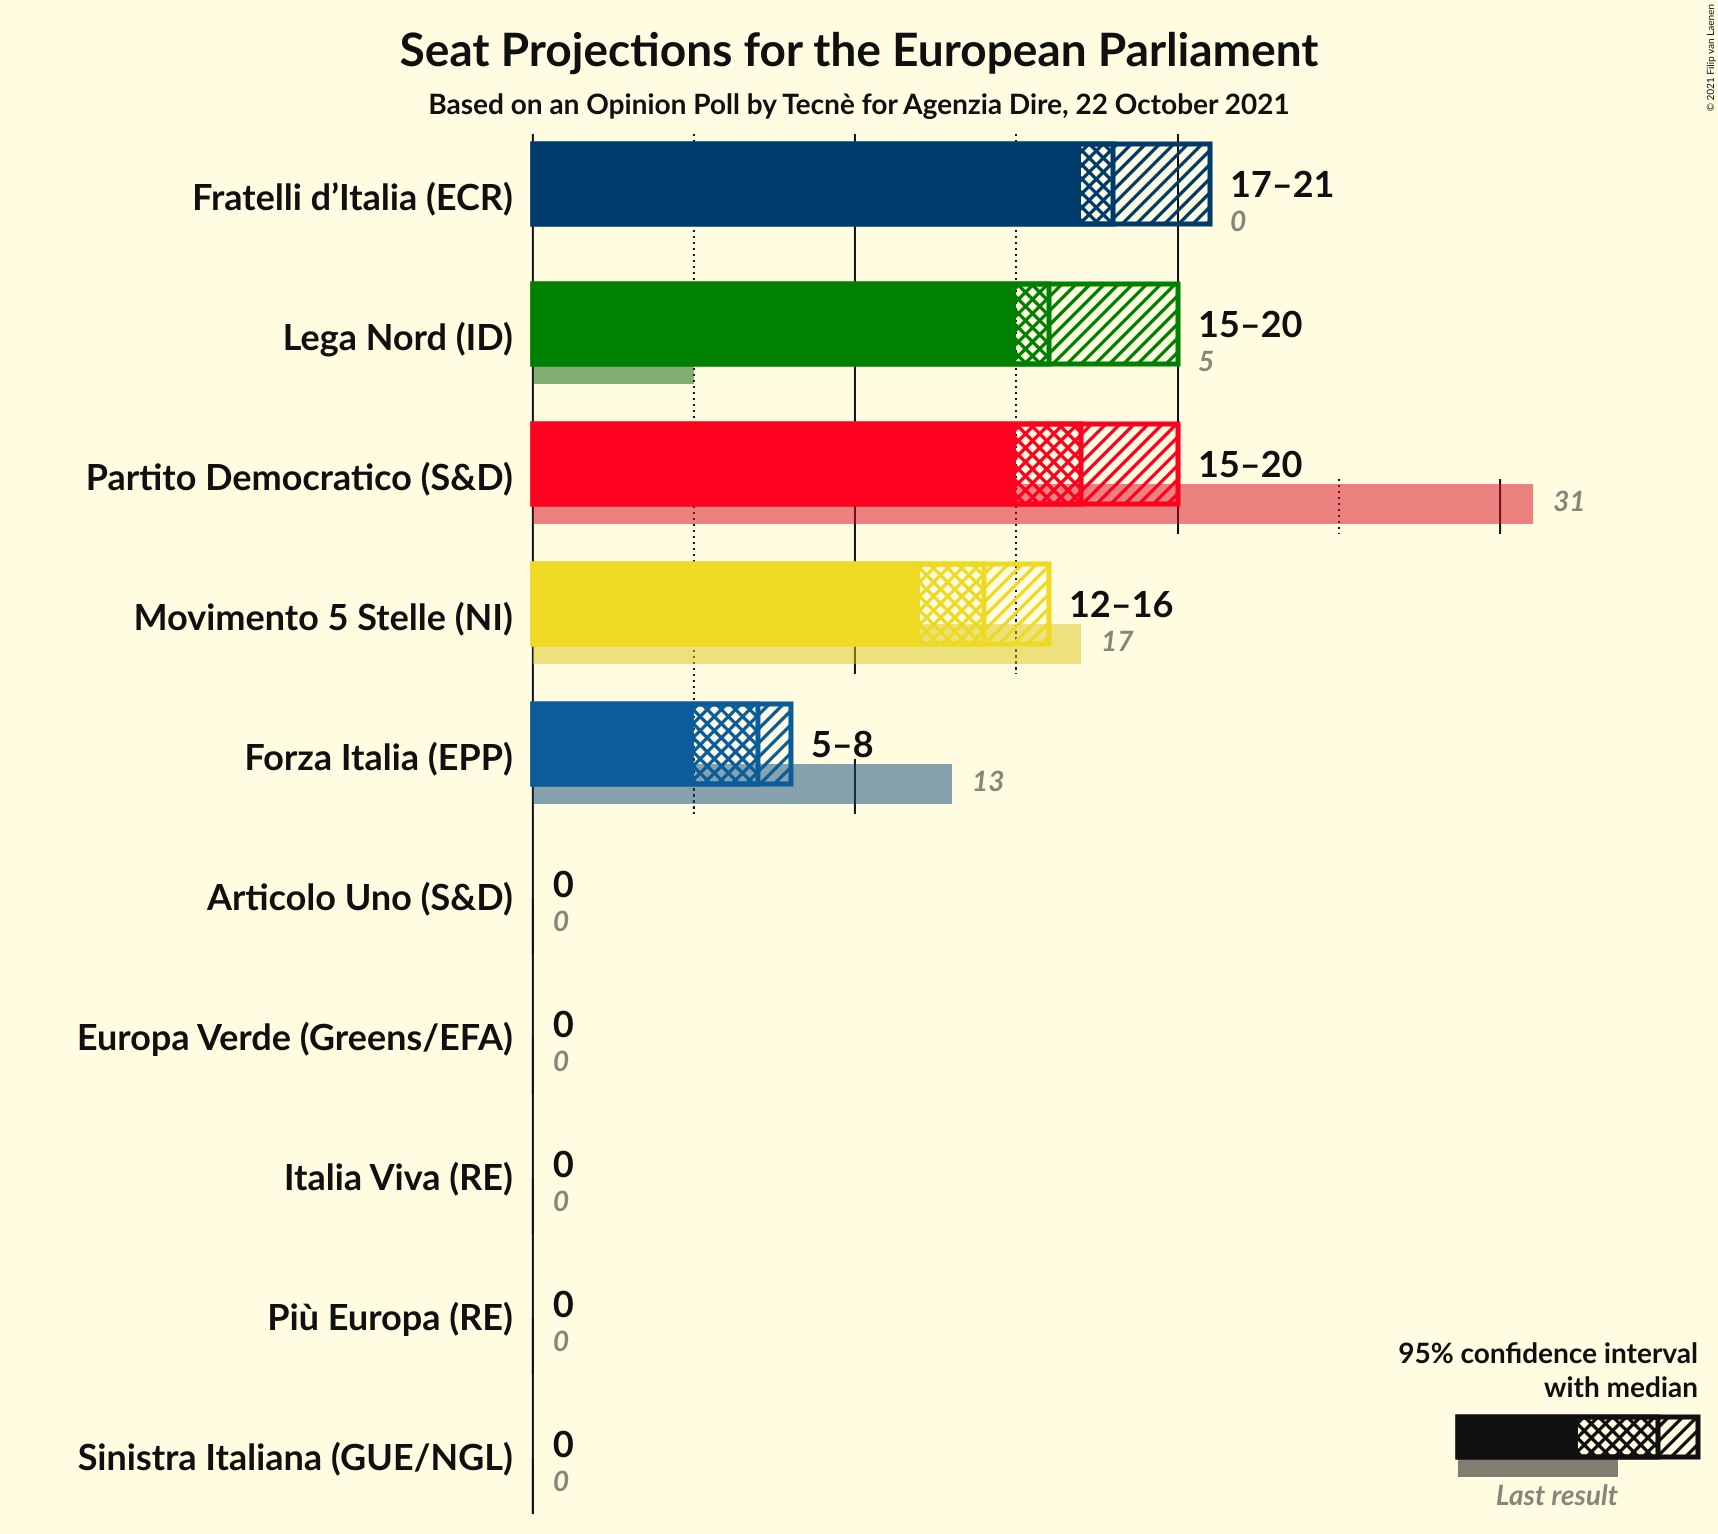 Seat Projections for the European Parliament
Based on an Opinion Poll by Tecnè for Agenzia Dire, 22 October 2021
© 2021 Filip van Laenen
Fratelli d’Italia (ECR)
17–21
0
Lega Nord (ID)
15–20
5
Partito Democratico (S&D)
15–20
31
Movimento 5 Stelle (NI)
12–16
17
Forza Italia (EPP)
5–8
13
Articolo Uno (S&D)
0
0
Europa Verde (Greens/EFA)
0
0
Italia Viva (RE)
0
0
Più Europa (RE)
0
0
Sinistra Italiana (GUE/NGL)
0
0
95% confidence interval
with median
Last result